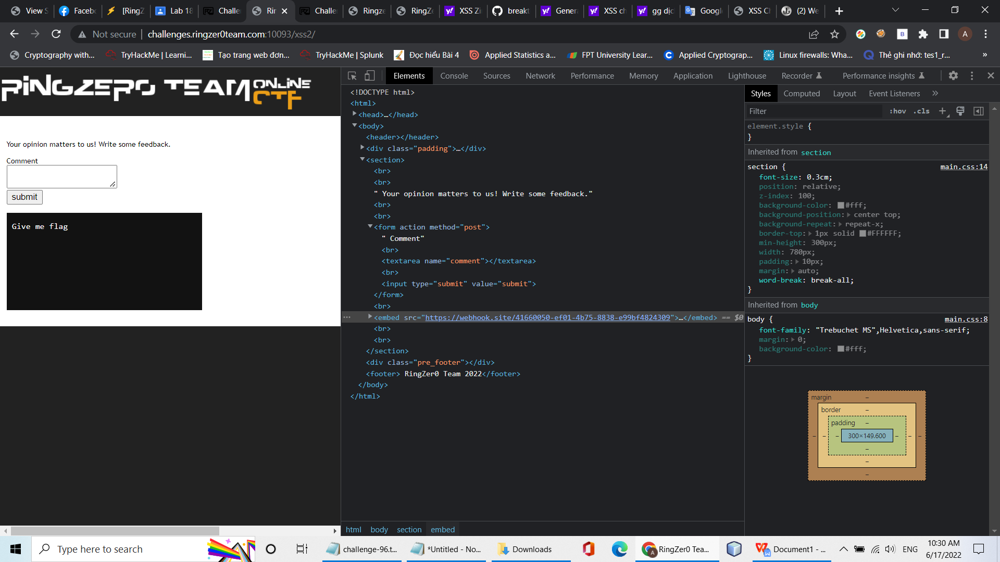 View S
Faceb
[RingZ
Lab 18
Challe
Rin
Challe
Ringze
RingZe
XSS Zi
breakt
Gener
XSS ch
gg dịc
Googl
XSS Ch
(2) We
Not secure
challenges.ringzer0team.com:10093/xss2/
A
Cryptography with...
TryHackMe | Learni...
Tạo trang web đơn...
TryHackMe | Splunk
Đọc hiểu Bài 4
Applied Statistics a...
FPT University Lear...
Applied Cryptograp...
Linux firewalls: Wha...
Thẻ ghi nhớ: tes1_r...
»
RiNGZERO TEAM ONLiNE CTF
Your opinion matters to us! Write some feedback.
Comment
submit
Give me flag
Elements Console Sources Network Performance Memory Application Lighthouse Recorder Performance insights
<!DOCTYPE html>
<html>
<head>…</head>
<body>
<header></header>
<div class="padding">…</div>
<section>
<br>
<br>
" Your opinion matters to us! Write some feedback."
<br>
<br>
<form action method="post">
" Comment"
<br>
<textarea name="comment"></textarea>
<br>
<input type="submit" value="submit">
</form>
<br>
<embed src="https://webhook.site/41660050-ef01-4b75-8838-e99bf4824309">…</embed> == $0
<br>
<br>
</section>
<div class="pre_footer"></div>
<footer> RingZer0 Team 2022</footer>
</body>
</html>
html body section embed
Styles Computed Layout Event Listeners »
Filter :hov .cls
element.style {
}
Inherited from section
section { main.css:14
font-size: 0.3cm;
position: relative;
z-index: 100;
background-color: #fff;
background-position: center top;
background-repeat: repeat-x;
border-top: 1px solid #FFFFFF;
min-height: 300px;
width: 780px;
padding: 10px;
margin: auto;
word-break: break-all;
}
Inherited from body
body { main.css:8
font-family: "Trebuchet MS",Helvetica,sans-serif;
margin: 0;
background-color: #fff;
}
margin –
border –
padding –
– – – 300×149.600 – – –
–
–
–
Type here to search
challenge-96.t...
*Untitled - No...
Downloads
RingZer0 Tea...
Document1 - ...
ENG
10:30 AM
6/17/2022